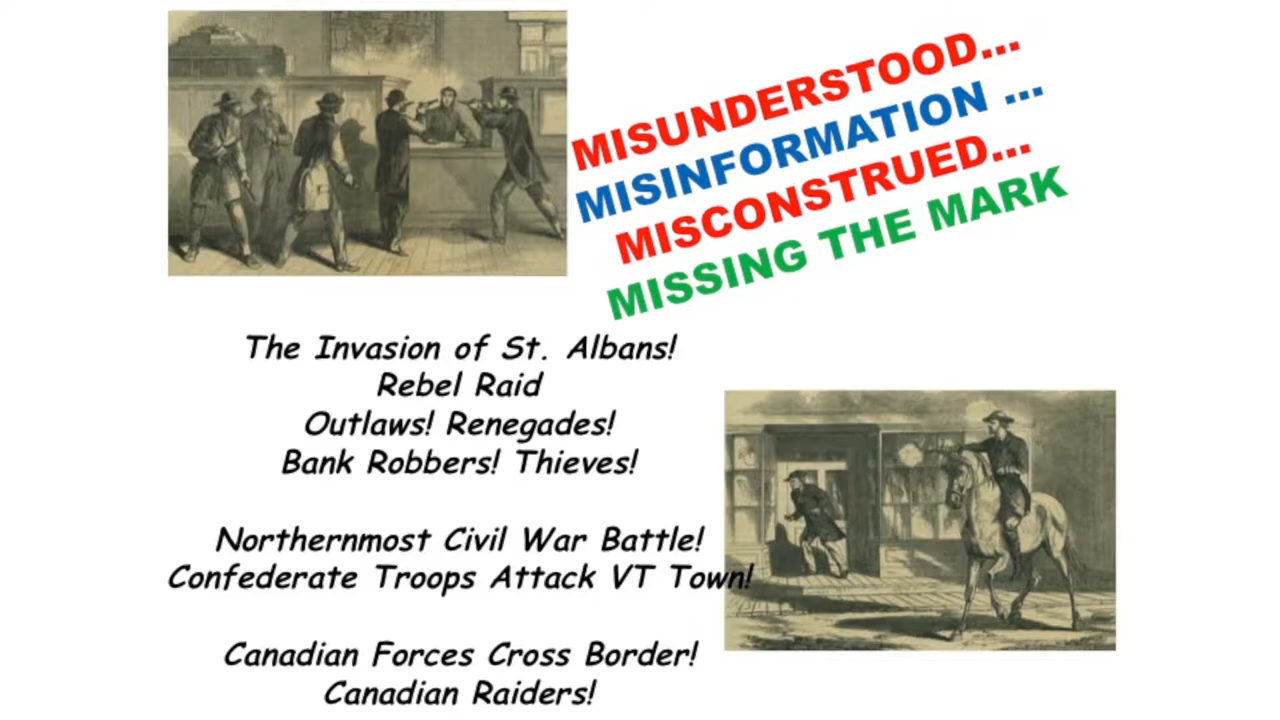 MISUNDERSTOOD...
MISINFORMATION ...
MISCONSTRUED...
MISSING THE MARK
The Invasion of St. Albans!
Rebel Raid
Outlaws! Renegades!
Bank Robbers! Thieves!
Northernmost Civil War Battle!
Confederate Troops Attack VT Town!
Canadian Forces Cross Border!
Canadian Raiders!